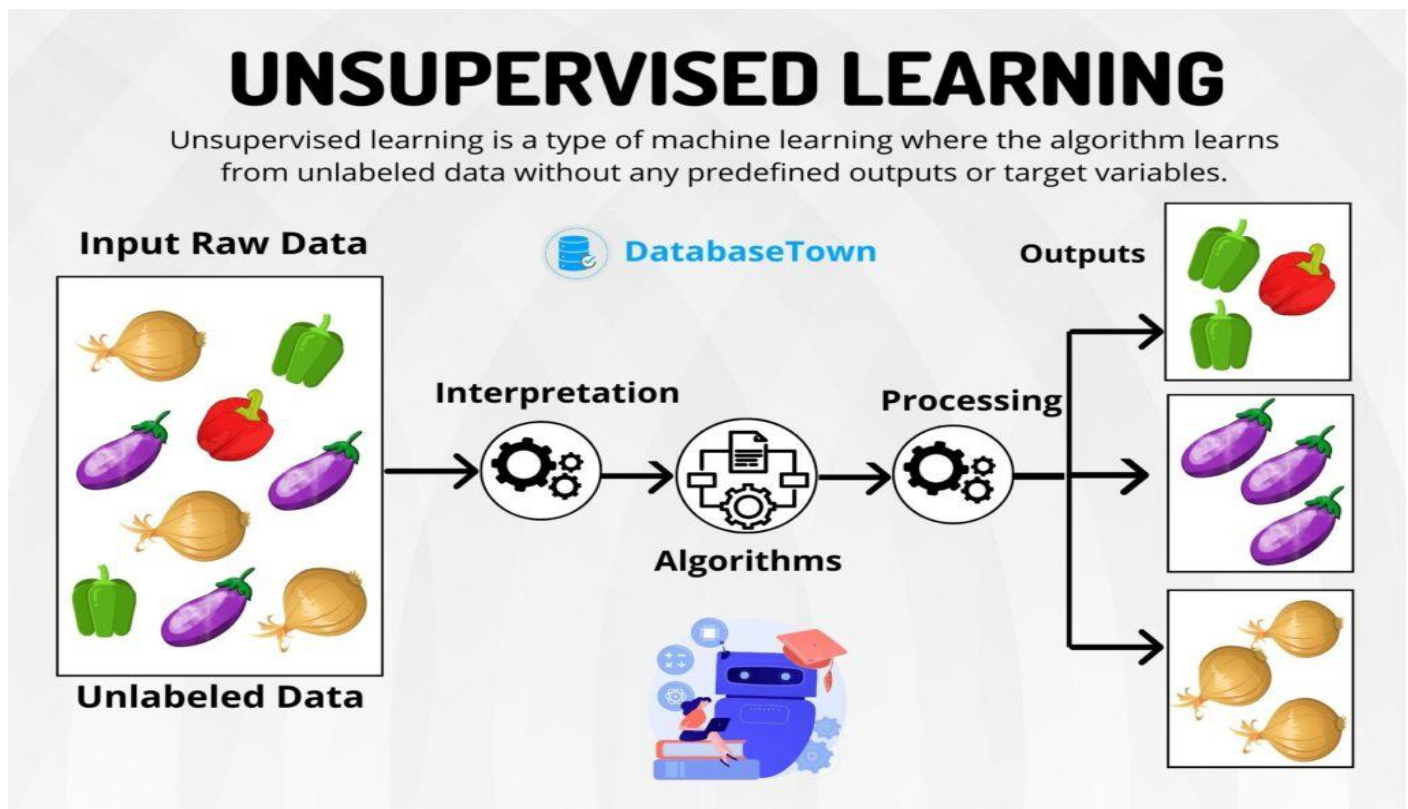 UNSUPERVISED LEARNING
Unsupervised learning is a type of machine learning where the algorithm learns
from unlabeled data without any predefined outputs or target variables.
Input Raw Data
DatabaseTown
Outputs
Interpretation
Processing
Algorithms
Unlabeled Data